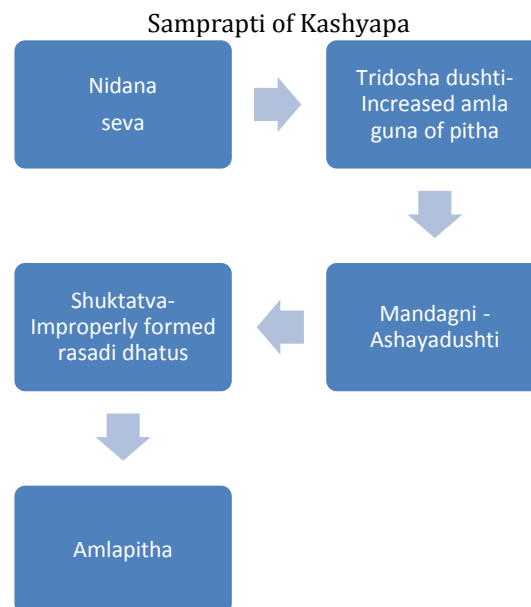 Samprapti of Kashyapa
Nidana
seva
Tridosha dushti-
Increased amla
guna of pitha
Mandagni -
Ashayadushti
Shuktatva-
Improperly formed
rasadi dhatus
Amlapitha